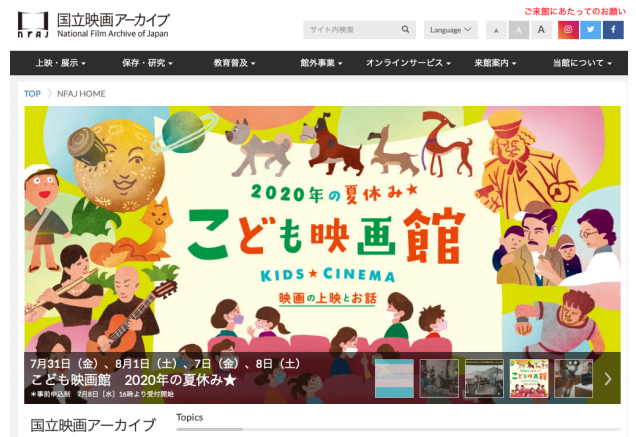 ご来館にあたってのお願い
国立映画アーカイブ
National Film Archive of Japan
NFAJ
サイト内検索
Language
A A A
上映・展示 保存・研究 教育普及 館外事業 オンラインサービス 来館案内 当館について
TOP 〉 NFAJ HOME
2020年の夏休み★
こども映画館
KIDS★CINEMA
映画の上映とお話
7月31日（金）、8月1日（土）、7日（金）、8日（土）
こども映画館　2020年の夏休み★
＊事前申込制　7月8日［水］16時より受付開始
国立映画アーカイブ
Topics